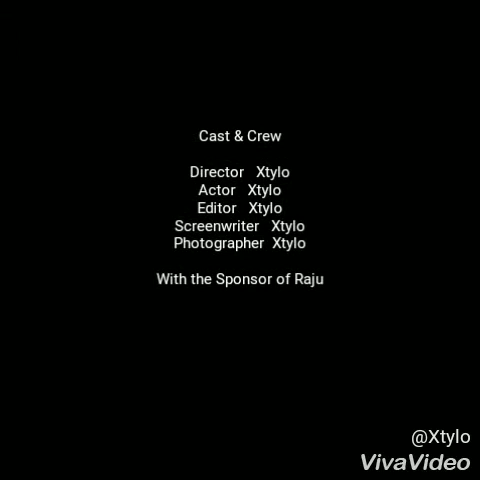 Cast & Crew
Director Xtylo
Actor Xtylo
Editor Xtylo
Screenwriter Xtylo
Photographer Xtylo
With the Sponsor of Raju
@Xtylo
VivaVideo